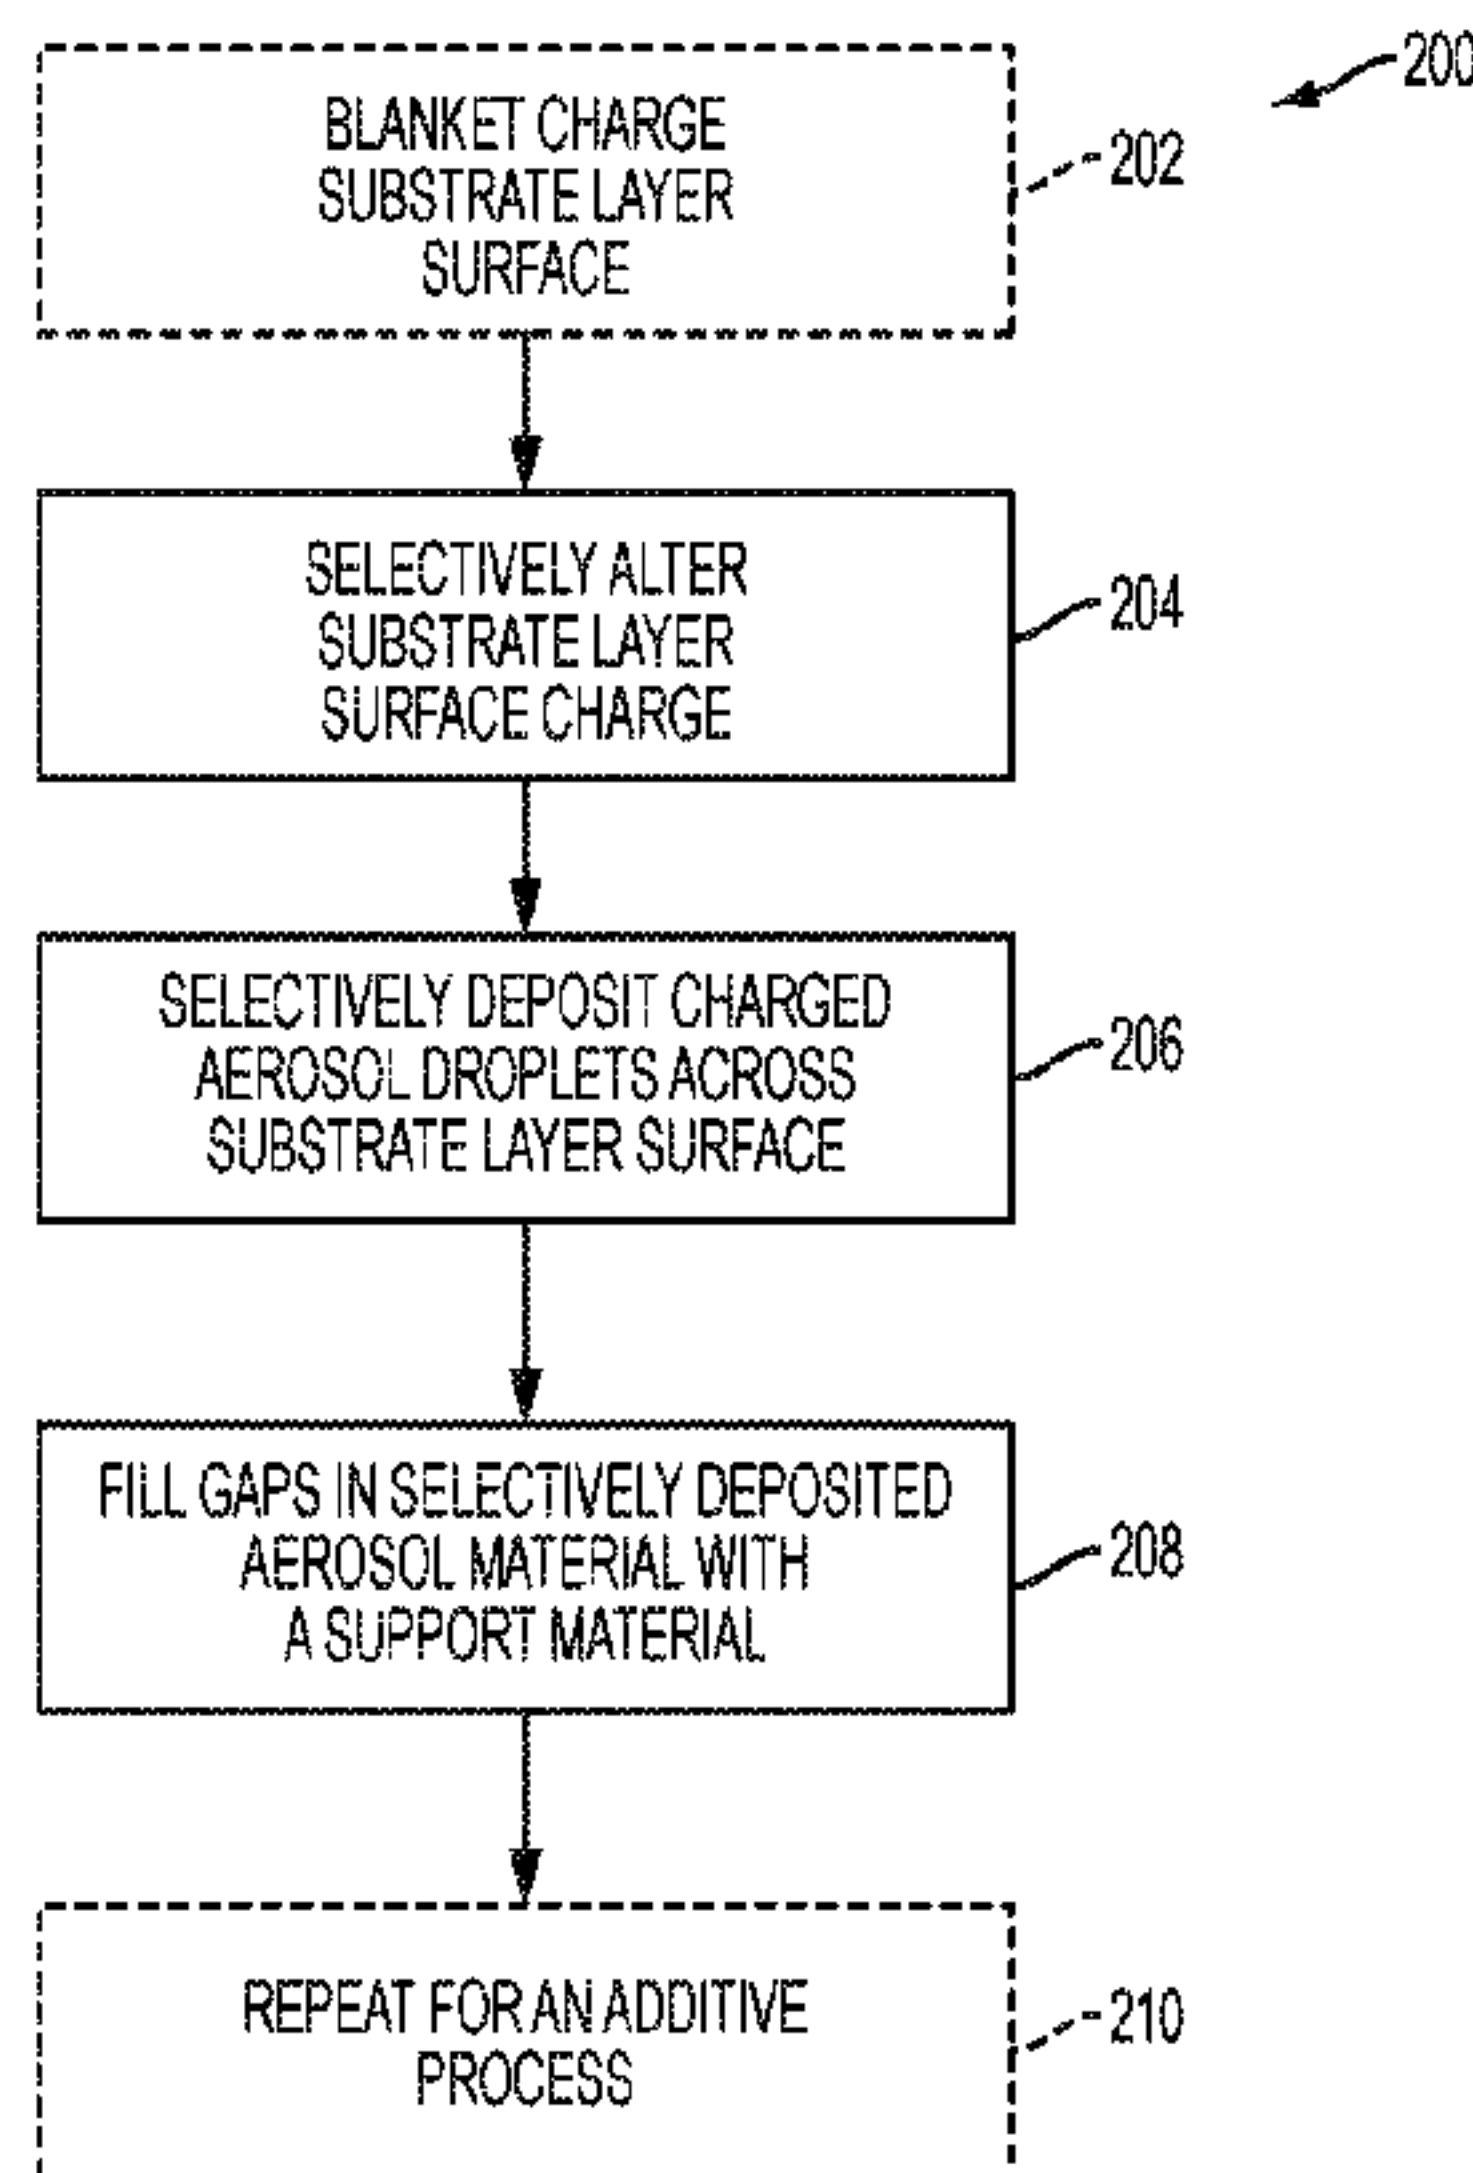 200
BLANKET CHARGE
SUBSTRATE LAYER
SURFACE
202
SELECTIVELY ALTER
SUBSTRATE LAYER
SURFACE CHARGE
204
SELECTIVELY DEPOSIT CHARGED
AEROSOL DROPLETS ACROSS
SUBSTRATE LAYER SURFACE
206
FILL GAPS IN SELECTIVELY DEPOSITED
AEROSOL MATERIAL WITH
A SUPPORT MATERIAL
208
REPEAT FOR AN ADDITIVE
PROCESS
210